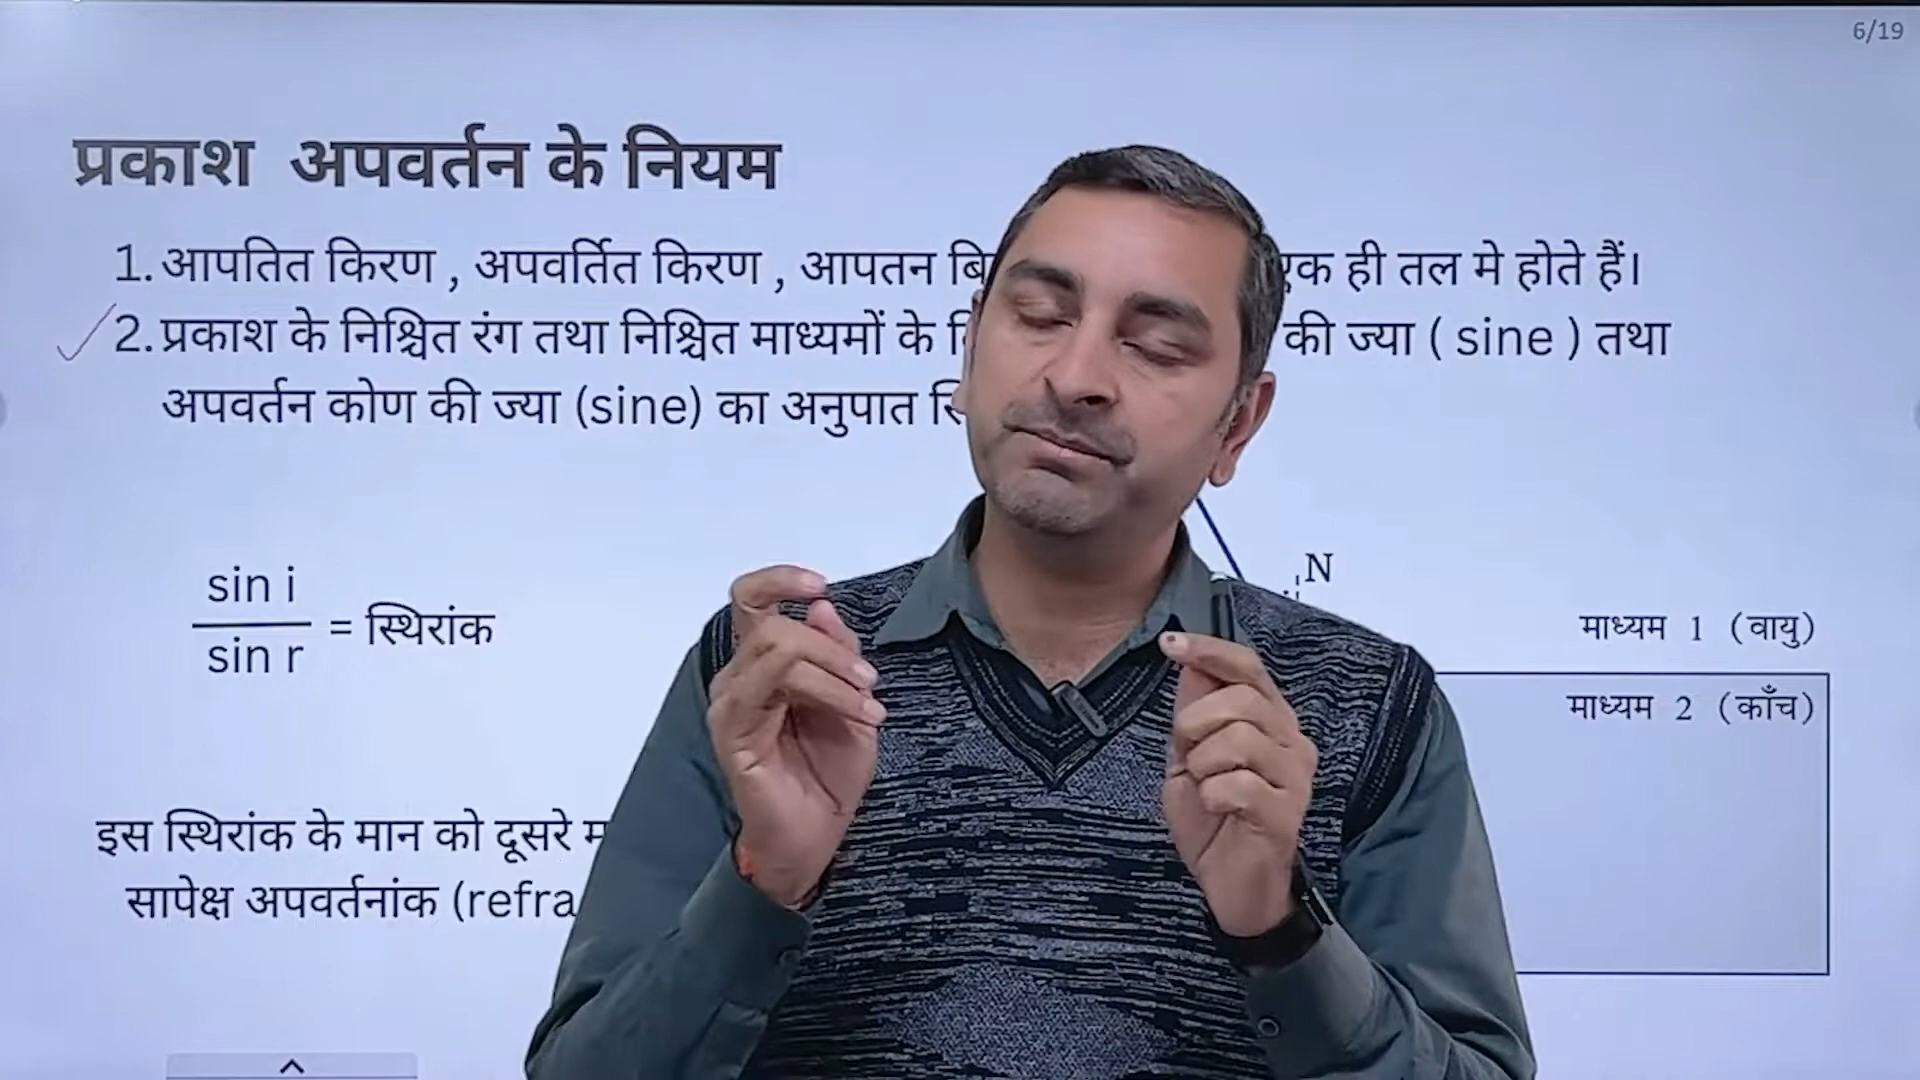 6/19
प्रकाश अपवर्तन के नियम
1. आपतित किरण , अपवर्तित किरण , आपतन ही तल मे होते हैं।
2. प्रकाश के निश्चित रंग तथा निश्चित माध्यमों के की ज्या ( sine ) तथा
अपवर्तन कोण की ज्या (sine) का अनुपात
N
sin i
= स्थिरांक
sin r
माध्यम 1 (वायु)
माध्यम 2 (काँच)
इस स्थिरांक के मान को दूसरे
सापेक्ष अपवर्तनांक (refra